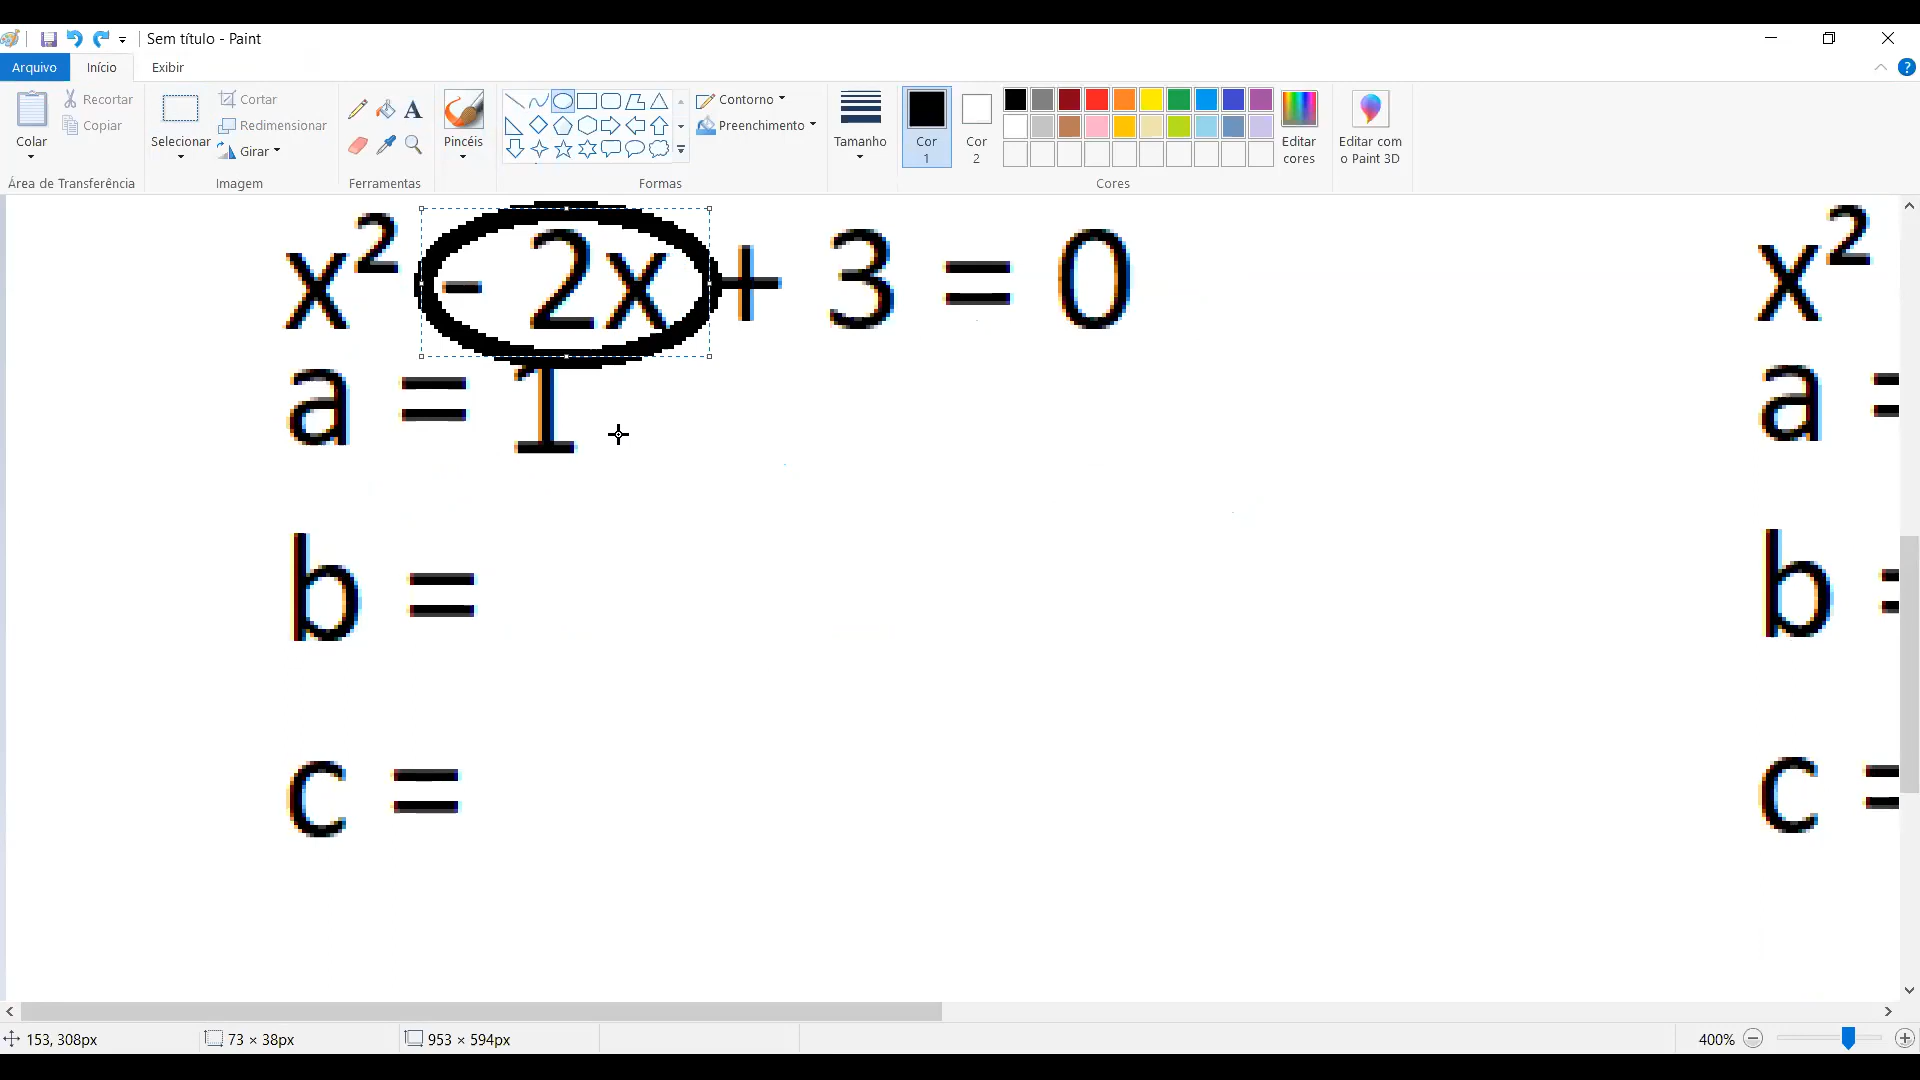 Sem título - Paint
Arquivo Início Exibir
Colar
Recortar
Copiar
Área de Transferência
Selecionar
Cortar
Redimensionar
Girar
Imagem
A
Ferramentas
Pincéis
Contorno
Preenchimento
Formas
Tamanho
Cor 1
Cor 2
Editar cores
Editar com o Paint 3D
Cores
?
x² - 2x + 3 = 0
a = 1
b =
c =
x²
a =
b =
c =
153, 308px 73 × 38px 953 × 594px 400%